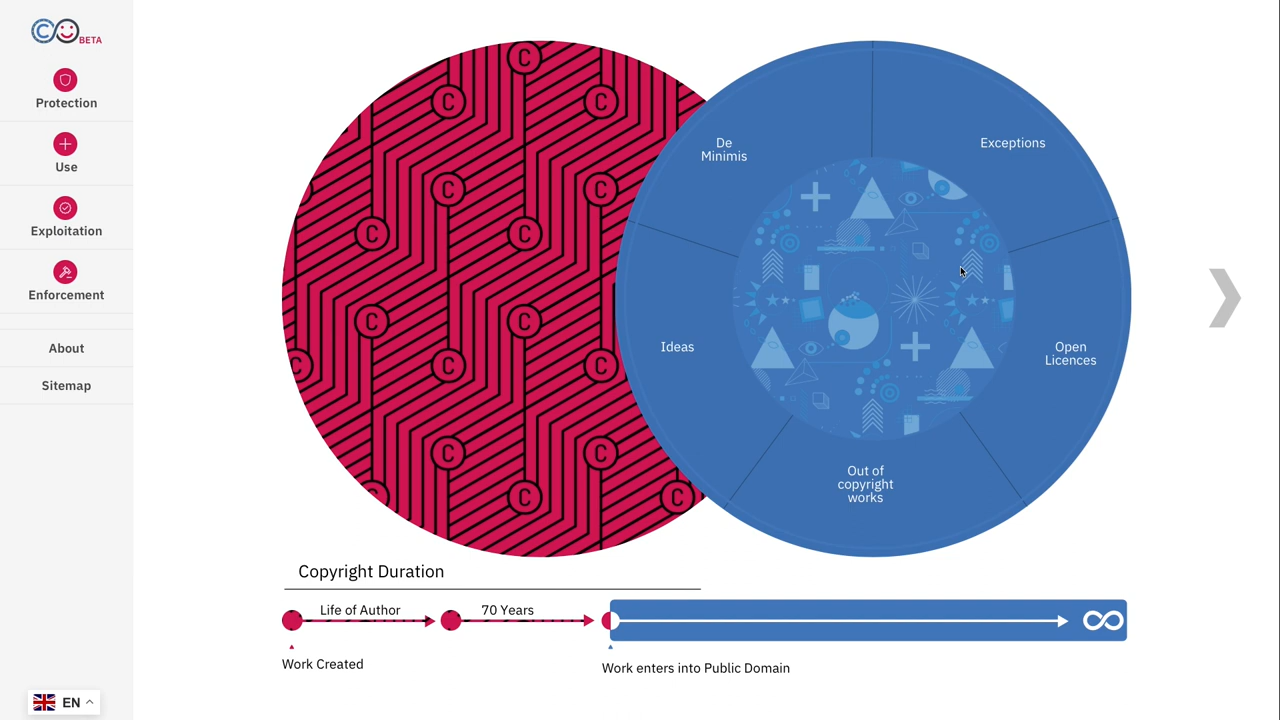 BETA
Protection
Use
Exploitation
Enforcement
About
Sitemap
EN
De
Minimis
Exceptions
Ideas
Open
Licences
Out of
copyright
works
Copyright Duration
Life of Author
70 Years
Work Created
Work enters into Public Domain